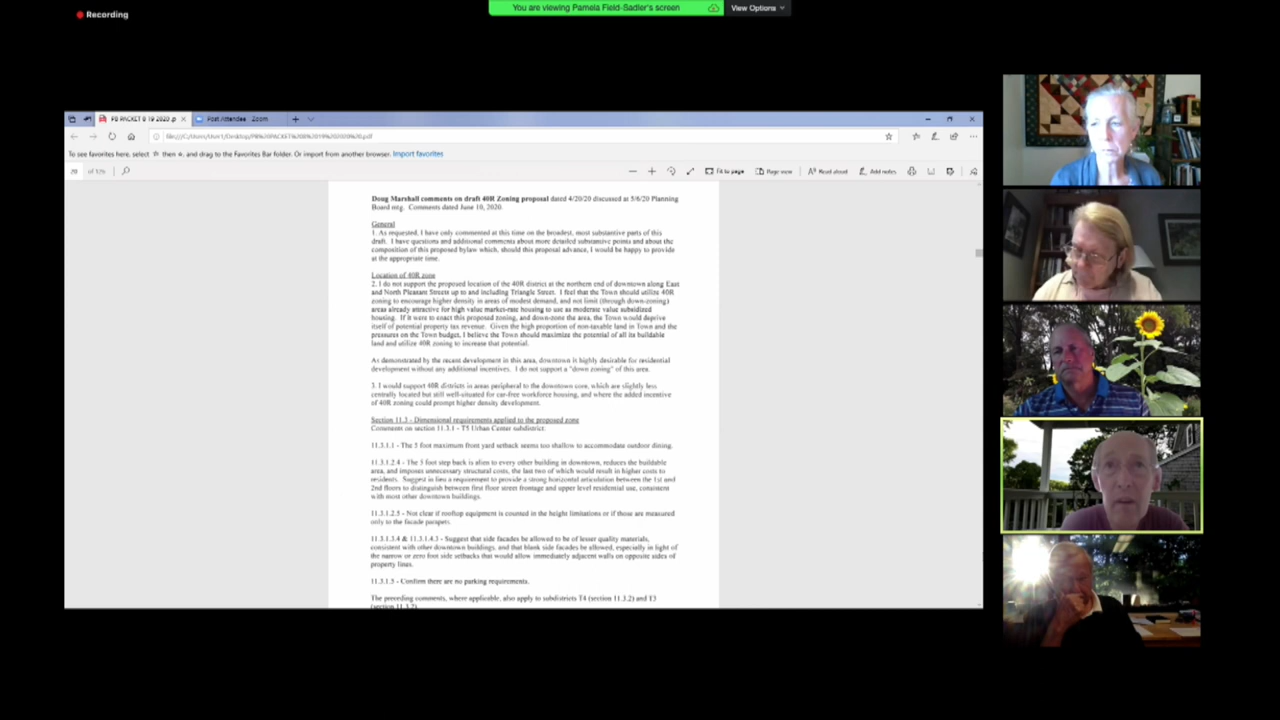 Recording
You are viewing Pamela Field-Sadler's screen
View Options
PB PACKET 8 19 2020 .p
Post Attendee - Zoom
To see favorites here, select ☆ then ☆, and drag to the Favorites Bar folder. Or import from another browser. Import favorites
20 of 126
Fit to page
Page view
Read aloud
Add notes
Doug Marshall comments on draft 40R Zoning proposal dated 4/20/20 discussed at 5/6/20 Planning
Board mtg. Comments dated June 10, 2020
General
1. As requested, I have only commented at this time on the broadest, most substantive parts of this
draft. I have questions and additional comments about more detailed substantive points and about the
composition of this proposed bylaw which, should this proposal advance, I would be happy to provide
at the appropriate time.
Location of 40R zone
2. I do not support the proposed location of the 40R district at the northern end of downtown along East
and North Pleasant Streets up to and including Triangle Street. I feel that the Town should utilize 40R
zoning to encourage higher density in areas of modest demand, and not limit (through down-zoning)
areas already attractive for high value market-rate housing to use as moderate value subsidized
housing. If it were to enact this proposed zoning, and down-zone the area, the Town would deprive
itself of potential property tax revenue. Given the high proportion of non-taxable land in Town and the
pressures on the Town budget, I believe the Town should maximize the potential of all its buildable
land and utilize 40R zoning to increase that potential.
As demonstrated by the recent development in this area, downtown is highly desirable for residential
development without any additional incentives. I do not support a "down zoning" of this area.
3. I would support 40R districts in areas peripheral to the downtown core, which are slightly less
centrally located but still well-situated for car-free workforce housing, and where the added incentive
of 40R zoning could prompt higher density development.
Section 11.3 - Dimensional requirements applied to the proposed zone
Comments on section 11.3.1 - T5 Urban Center subdistrict:
11.3.1.1 - The 5 foot maximum front yard setback seems too shallow to accommodate outdoor dining.
11.3.1.2.4 - The 5 foot step back is alien to every other building in downtown, reduces the buildable
area, and imposes unnecessary structural costs, the last two of which would result in higher costs to
residents. Suggest in lieu a requirement to provide a strong horizontal articulation between the 1st and
2nd floors to distinguish between first floor street frontage and upper level residential use, consistent
with most other downtown buildings.
11.3.1.2.5 - Not clear if rooftop equipment is counted in the height limitations or if those are measured
only to the facade parapets.
11.3.1.3.4 & 11.3.1.4.3 - Suggest that side facades be allowed to be of lesser quality materials,
consistent with other downtown buildings, and that blank side facades be allowed, especially in light of
the narrow or zero foot side setbacks that would allow immediately adjacent walls on opposite sides of
property lines.
11.3.1.5 - Confirm there are no parking requirements.
The preceding comments, where applicable, also apply to subdistricts T4 (section 11.3.2) and T3
(section 11.3.2)